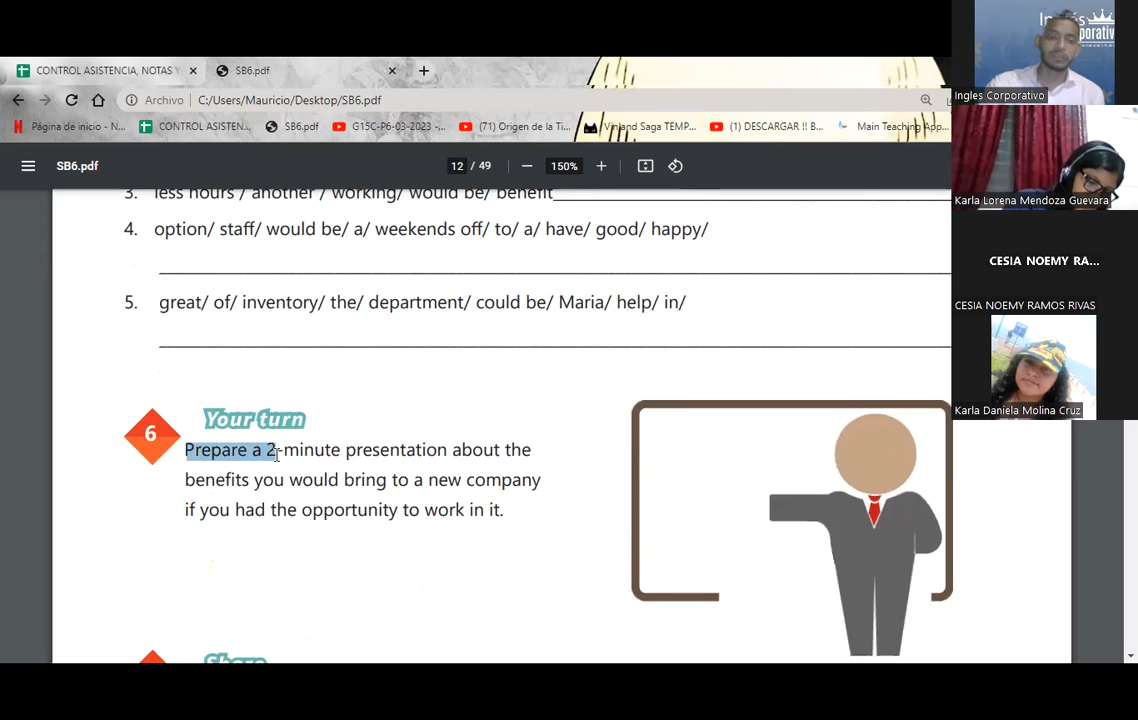 CONTROL ASISTENCIA, NOTAS Y
SB6.pdf
Archivo
C:/Users/Mauricio/Desktop/SB6.pdf
Página de inicio - N...
CONTROL ASISTEN...
SB6.pdf
G15C-P6-03-2023 -...
(71) Origen de la Ti...
Vinland Saga TEMP...
(1) DESCARGAR !! B...
Main Teaching App...
SB6.pdf
12 / 49
150%
3. less hours / another / working/ would be/ benefit
4. option/ staff/ would be/ a/ weekends off/ to/ a/ have/ good/ happy/
5. great/ of/ inventory/ the/ department/ could be/ Maria/ help/ in/
6
Your turn
Prepare a 2-minute presentation about the
benefits you would bring to a new company
if you had the opportunity to work in it.
Share
Ingles Corporativo
Karla Lorena Mendoza Guevara
CESIA NOEMY RA...
CESIA NOEMY RAMOS RIVAS
Karla Daniela Molina Cruz